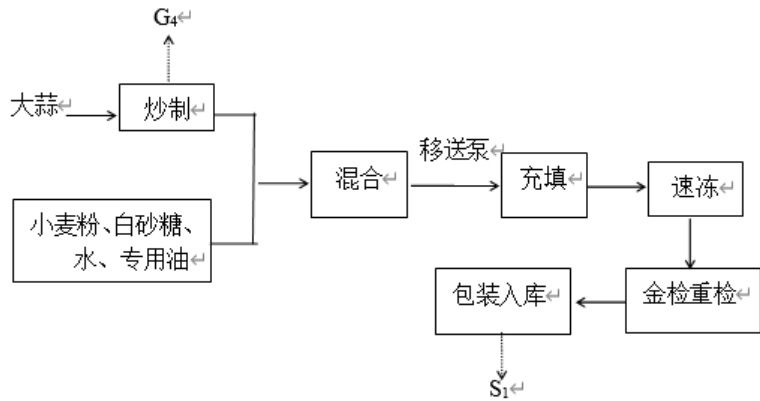 G4
大蒜
炒制
小麦粉、白砂糖、
水、专用油
混合
移送泵
充填
速冻
金检重检
包装入库
S1